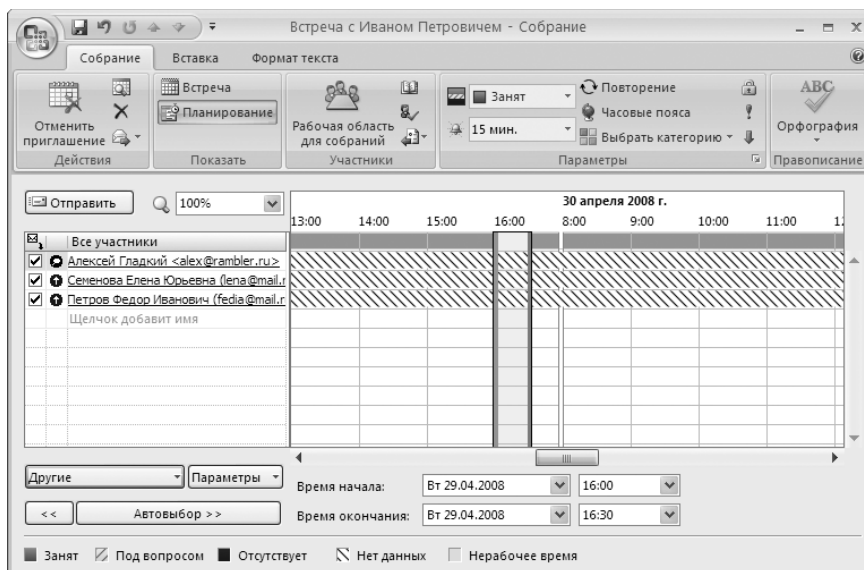 Встреча с Иваном Петровичем - Собрание
Собрание Вставка Формат текста
Отменить приглашение
Действия
Встреча
Планирование
Показать
Рабочая область для собраний
Участники
Занят
15 мин.
Повторение
Часовые пояса
Выбрать категорию
Параметры
ABC
Орфография
Правописание
Отправить
100%
30 апреля 2008 г.
13:00 14:00 15:00 16:00 8:00 9:00 10:00 11:00
Все участники
Алексей Гладкий <alex@rambler.ru>
Семенова Елена Юрьевна (lena@mail.r
Петров Федор Иванович (fedia@mail.r
Щелчок добавит имя
Другие
Параметры
<< Автовыбор >>
Время начала: Вт 29.04.2008 16:00
Время окончания: Вт 29.04.2008 16:30
Занят Под вопросом Отсутствует Нет данных Нерабочее время